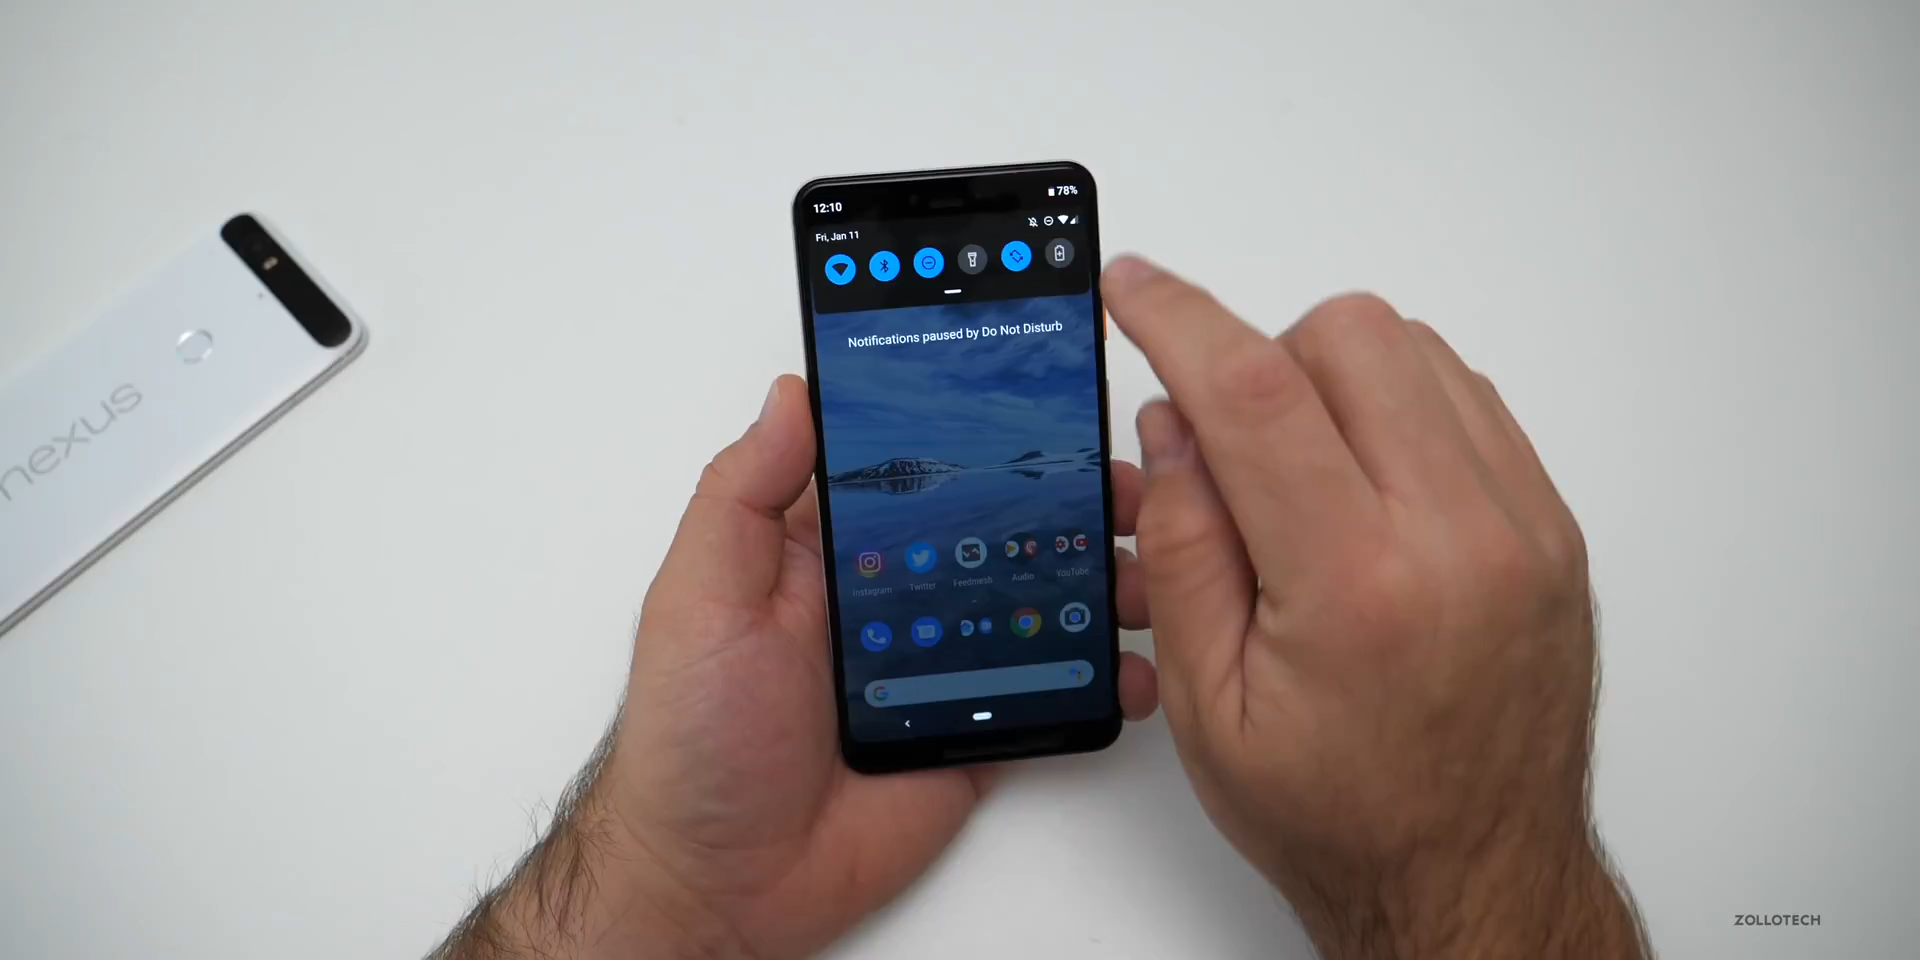 nexus
12:10
78%
Fri, Jan 11
Notifications paused by Do Not Disturb
Instagram
Twitter
Feedmesh
Audio
YouTube
G
ZOLLOTECH